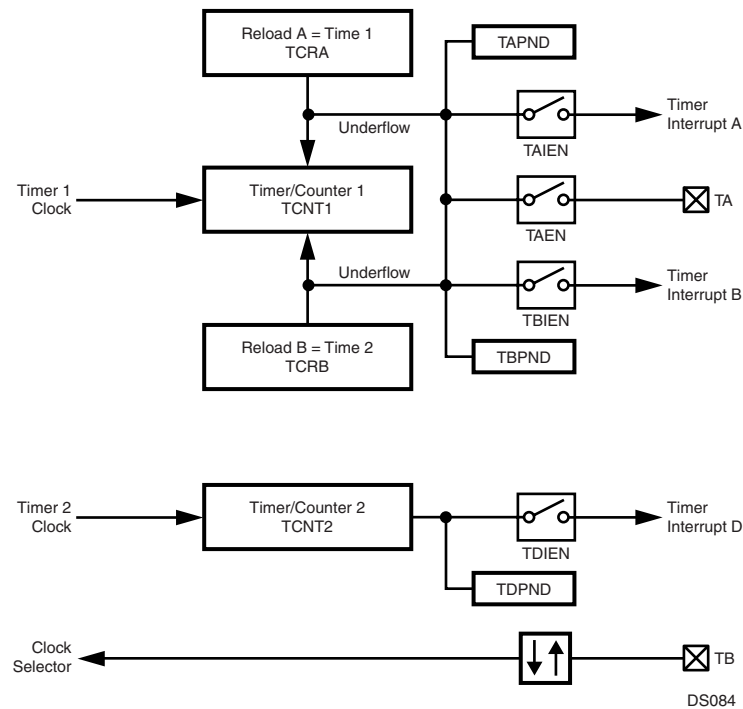 Reload A = Time 1
TCRA
TAPND
Underflow
Timer
Interrupt A
TAIEN
Timer 1
Clock
Timer/Counter 1
TCNT1
TA
TAEN
Underflow
Timer
Interrupt B
TBIEN
Reload B = Time 2
TCRB
TBPND
Timer 2
Clock
Timer/Counter 2
TCNT2
Timer
Interrupt D
TDIEN
TDPND
Clock
Selector
TB
DS084